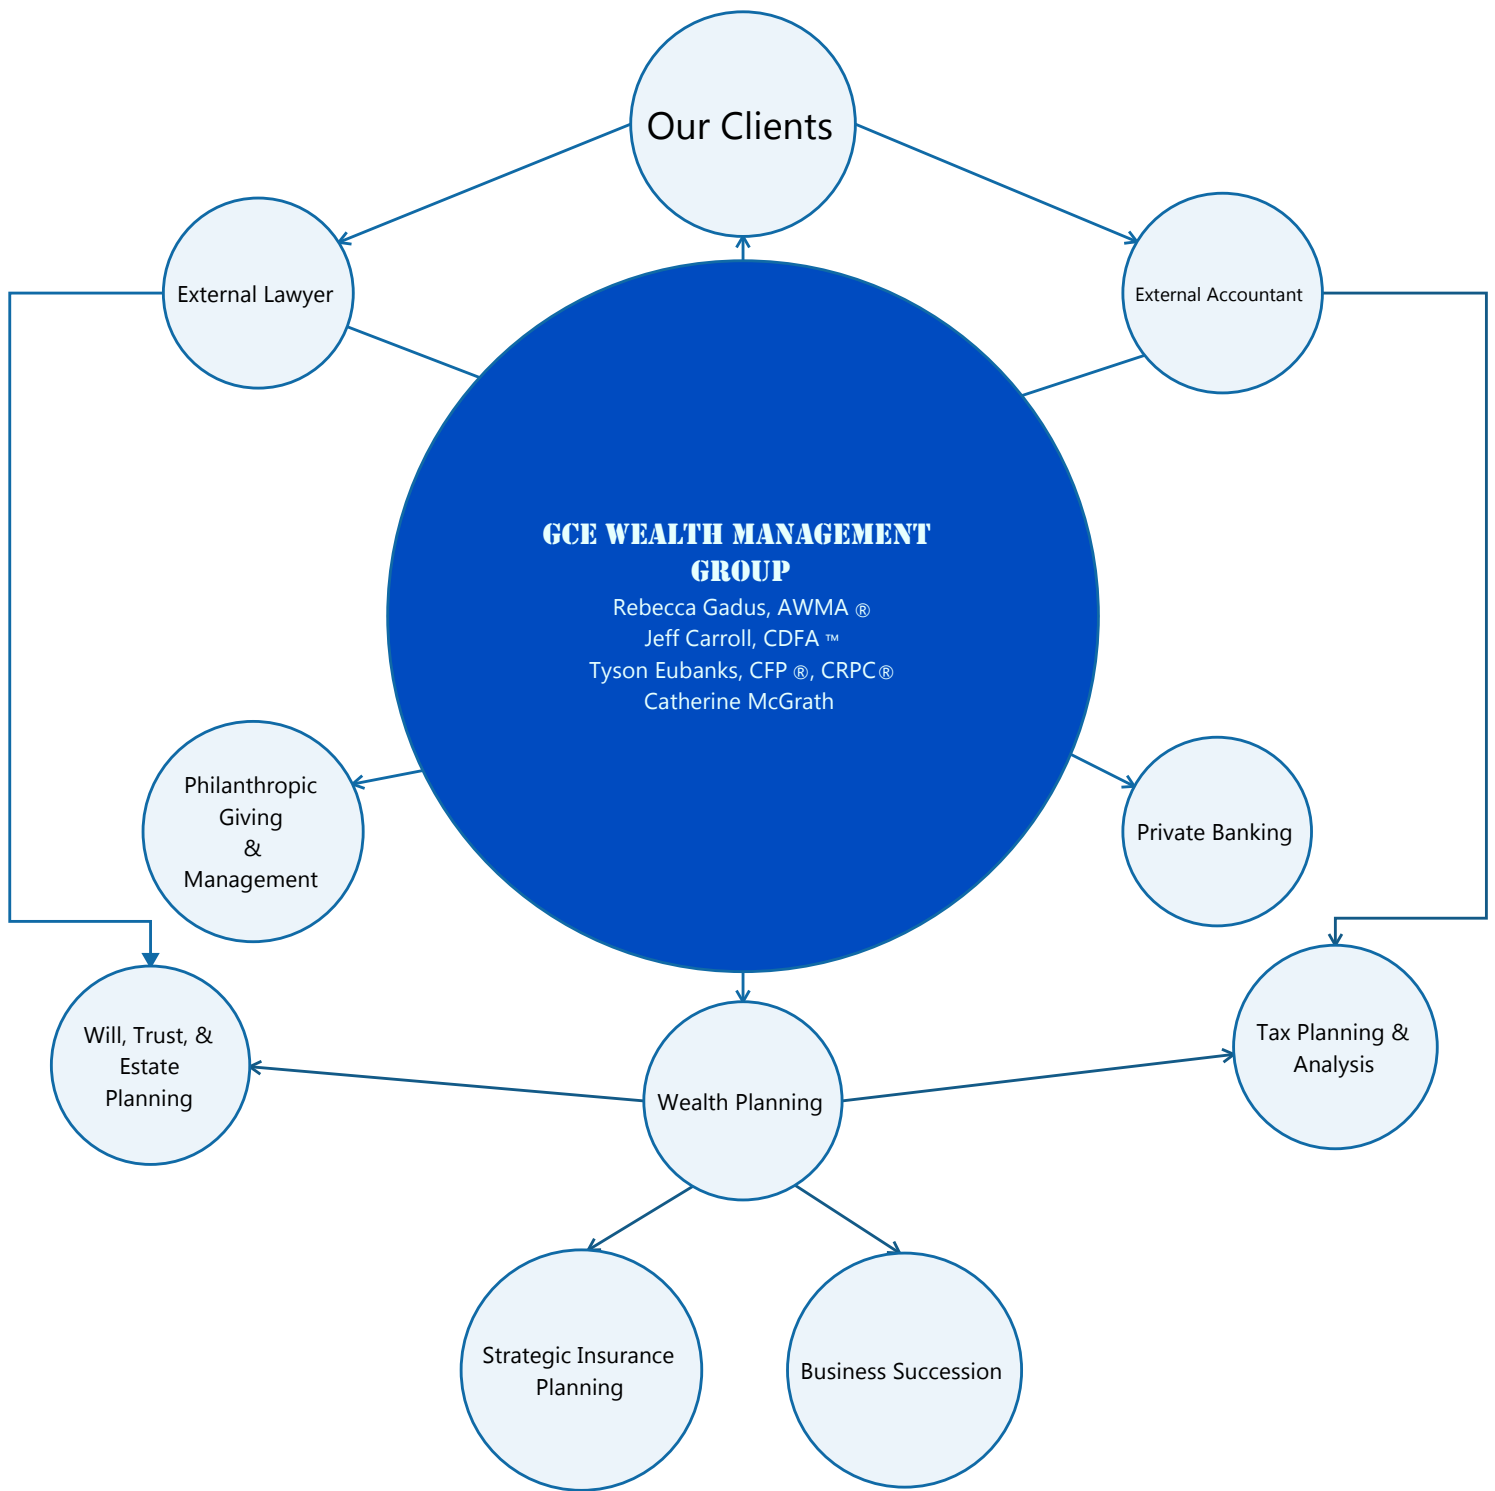 Our Clients
External Lawyer
External Accountant
GCE WEALTH MANAGEMENT
GROUP
Rebecca Gadus, AWMA ®
Jeff Carroll, CDFA ™
Tyson Eubanks, CFP ®, CRPC®
Catherine McGrath
Philanthropic
Giving
&
Management
Private Banking
Will, Trust, &
Estate
Planning
Wealth Planning
Tax Planning &
Analysis
Strategic Insurance
Planning
Business Succession